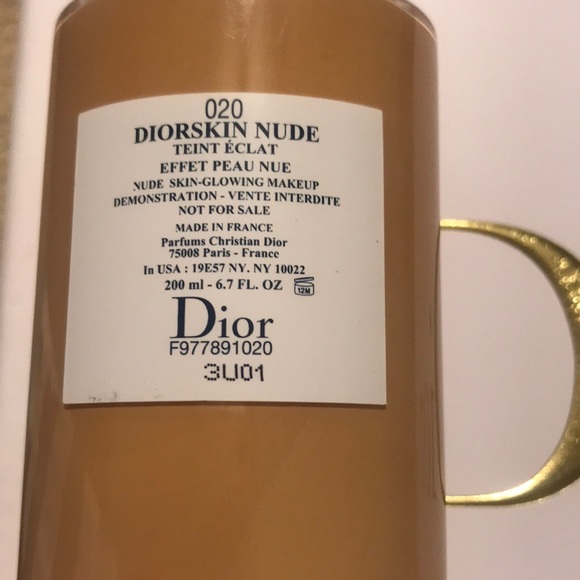 020
DIORSKIN NUDE
TEINT ÉCLAT
EFFET PEAU NUE
NUDE SKIN-GLOWING MAKEUP
DEMONSTRATION - VENTE INTERDITE
NOT FOR SALE
MADE IN FRANCE
Parfums Christian Dior
75008 Paris - France
In USA : 19E57 NY. NY 10022
200 ml - 6.7 FL. OZ 12M
Dior
F977891020
3U01